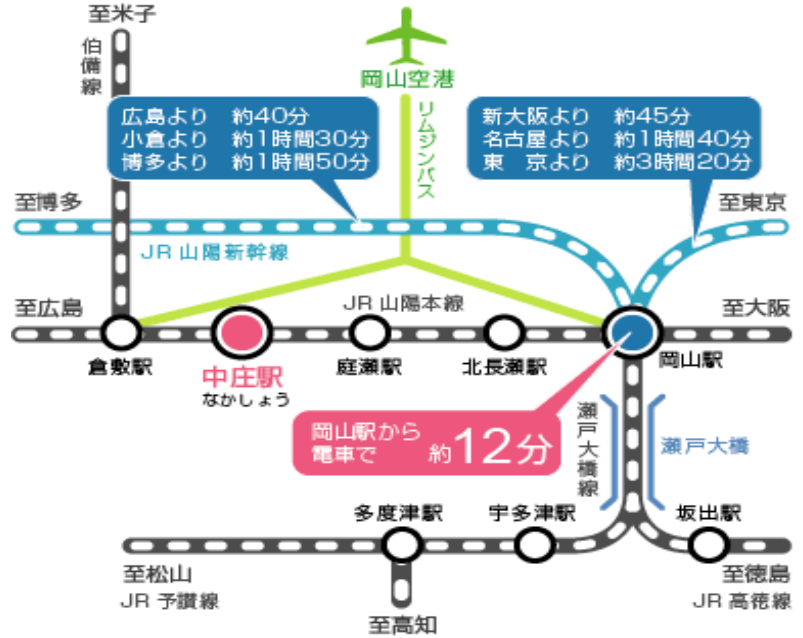 至米子
伯備線
岡山空港
リムジンバス
広島より 約40分
小倉より 約1時間30分
博多より 約1時間50分
新大阪より 約45分
名古屋より 約1時間40分
東 京より 約3時間20分
至博多
至東京
JR 山陽新幹線
至広島
JR 山陽本線
至大阪
倉敷駅
中庄駅
なかしょう
庭瀬駅
北長瀬駅
岡山駅
岡山駅から
電車で 約12分
瀬戸大橋線
瀬戸大橋
多度津駅
宇多津駅
坂出駅
至松山
JR 予讃線
至高知
至徳島
JR 高徳線